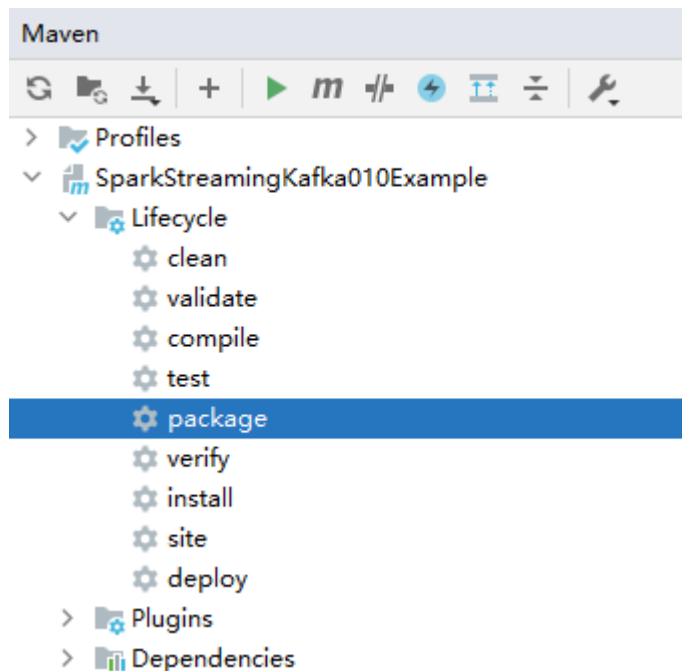 Maven
m
Profiles
SparkStreamingKafka010Example
Lifecycle
clean
validate
compile
test
package
verify
install
site
deploy
Plugins
Dependencies